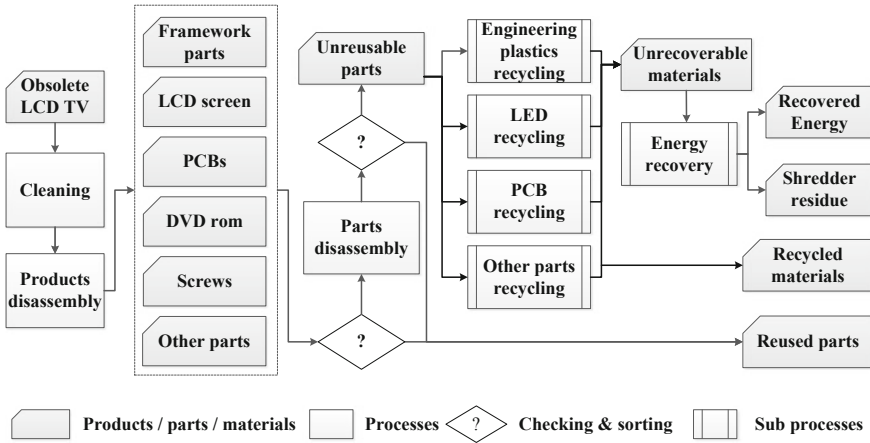 Obsolete
LCD TV
Cleaning
Products
disassembly
Framework
parts
LCD screen
PCBs
DVD rom
Screws
Other parts
Unreusable
parts
?
Parts
disassembly
?
Engineering
plastics
recycling
LED
recycling
PCB
recycling
Other parts
recycling
Unrecoverable
materials
Energy
recovery
Recovered
Energy
Shredder
residue
Recycled
materials
Reused parts
Products / parts / materials
Processes
?
Checking & sorting
Sub processes